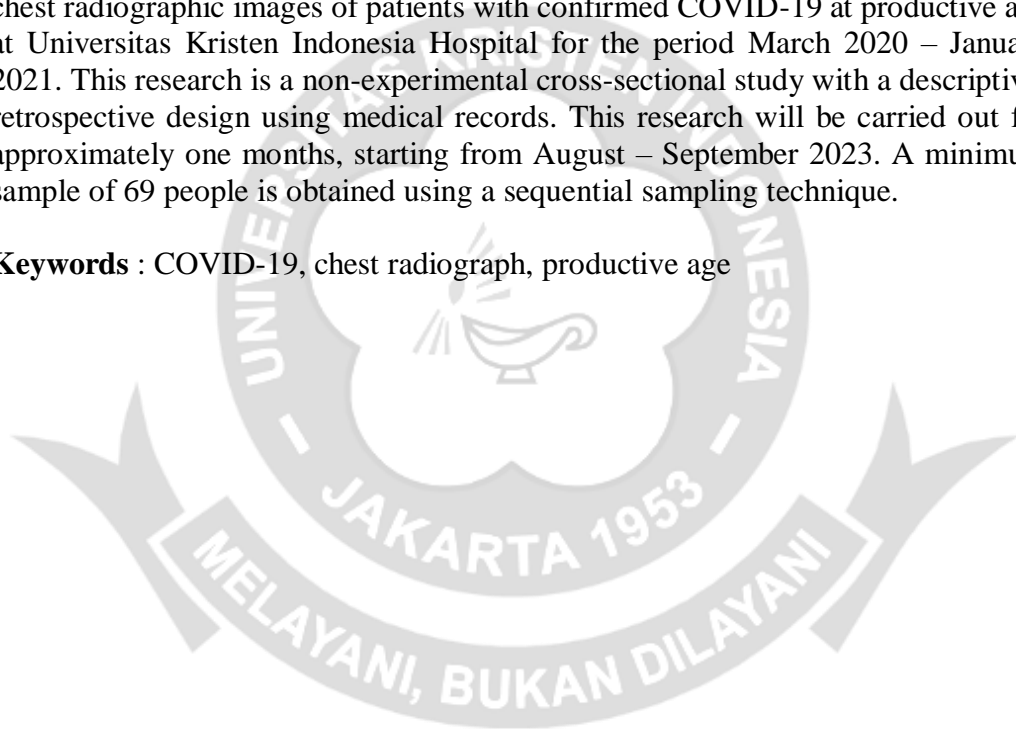 chest radiographic images of patients with confirmed COVID-19 at productive a
at Universitas Kristen Indonesia Hospital for the period March 2020 – Janua
2021. This research is a non-experimental cross-sectional study with a descriptiv
retrospective design using medical records. This research will be carried out f
approximately one months, starting from August – September 2023. A minimu
sample of 69 people is obtained using a sequential sampling technique.
Keywords : COVID-19, chest radiograph, productive age
UNIVERSITAS KRISTEN INDONESIA
JAKARTA 1953
MELAYANI, BUKAN DILAYANI